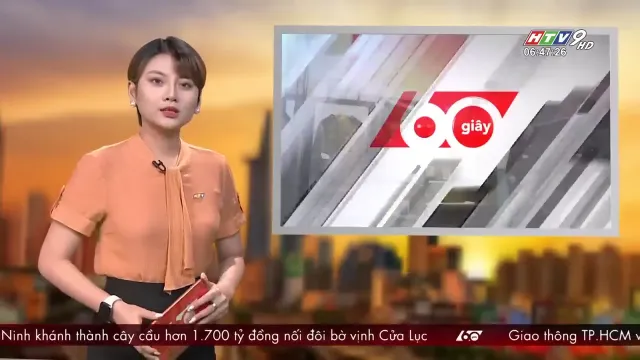 HTV9 HD
06:47:26
60 giây
HTV
Ninh khánh thành cây cầu hơn 1.700 tỷ đồng nối đôi bờ vịnh Cửa Lục 60 Giao thông TP.HCM